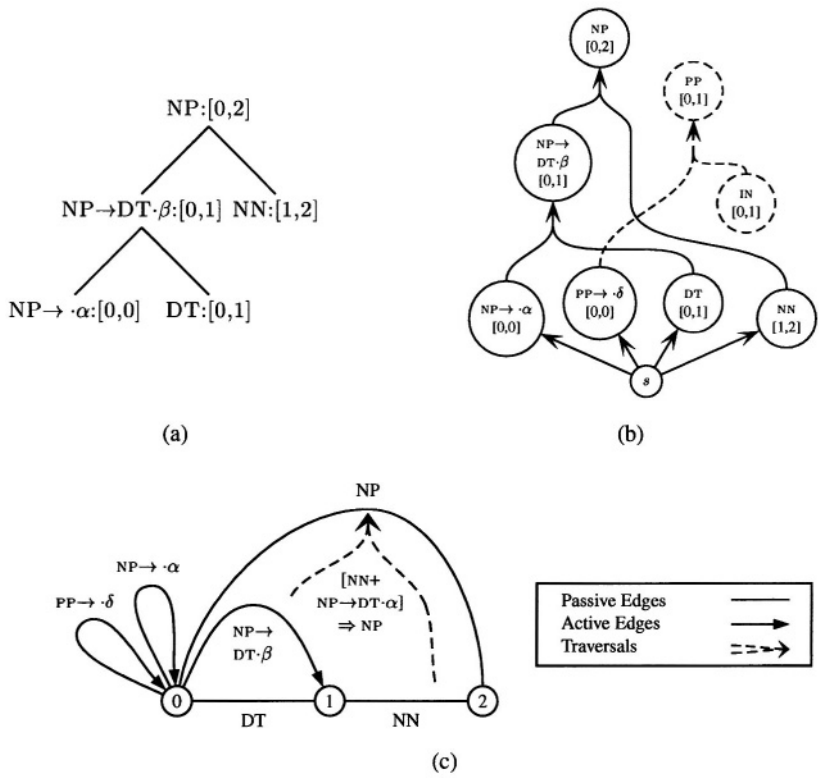 NP:[0,2]
NP→DT·β:[0,1] NN:[1,2]
NP→ ·α:[0,0] DT:[0,1]
(a)
NP
[0,2]
PP
[0,1]
NP→
DT·β
[0,1]
IN
[0,1]
NP→ ·α
[0,0]
PP→ ·δ
[0,0]
DT
[0,1]
NN
[1,2]
s
(b)
NP
NP→ ·α
PP→ ·δ
[NN+
NP→DT·α]
⇒ NP
NP→
DT·β
0
1
2
DT
NN
Passive Edges
Active Edges
Traversals
(c)